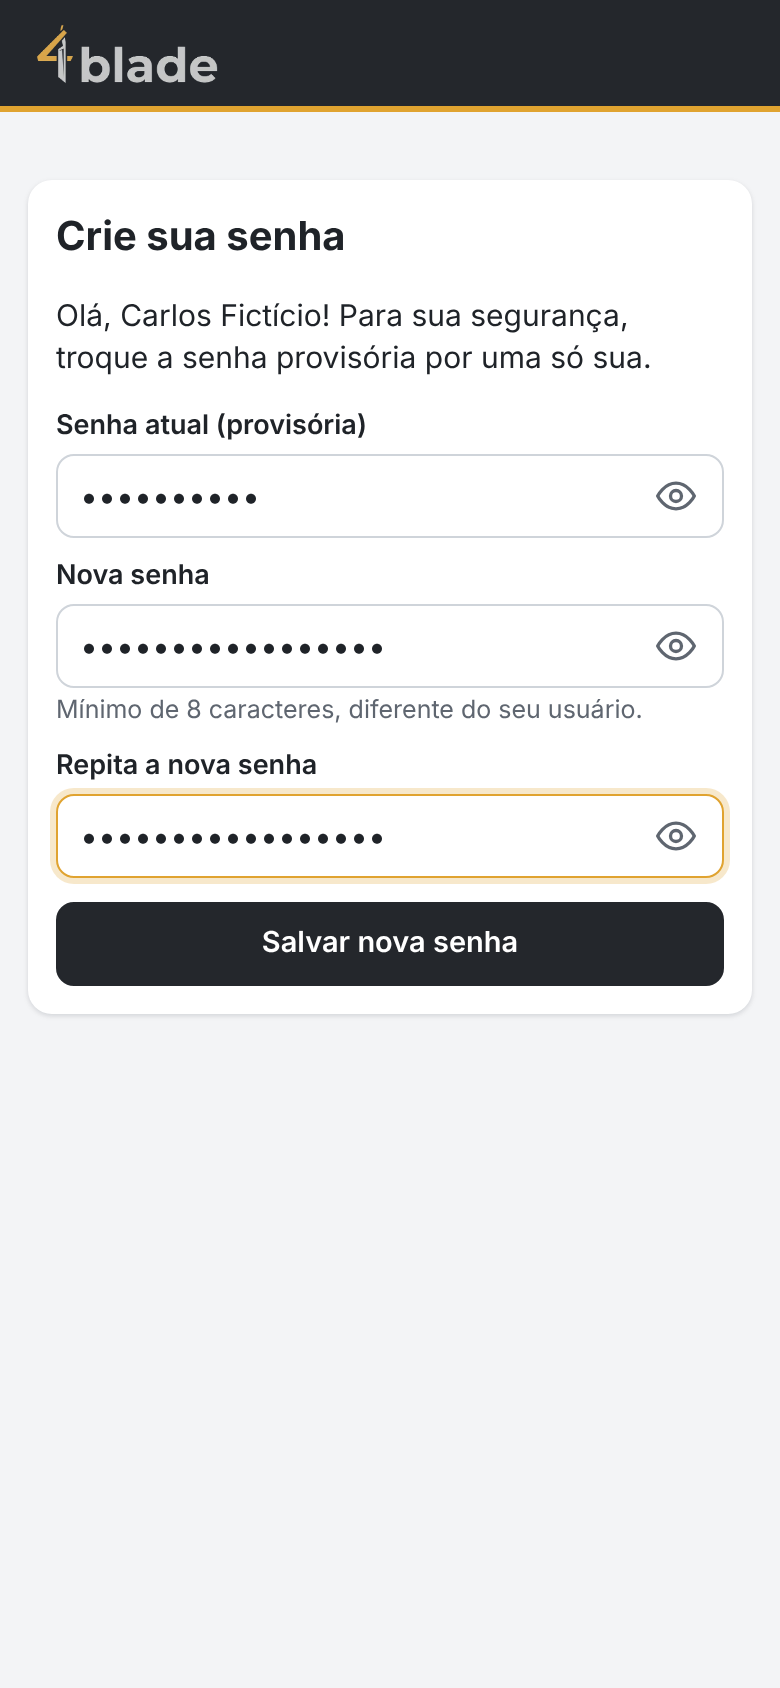 4blade
Crie sua senha
Olá, Carlos Fictício! Para sua segurança,
troque a senha provisória por uma só sua.
Senha atual (provisória)
••••••••••
Nova senha
•••••••••••••••••
Mínimo de 8 caracteres, diferente do seu usuário.
Repita a nova senha
•••••••••••••••••
Salvar nova senha